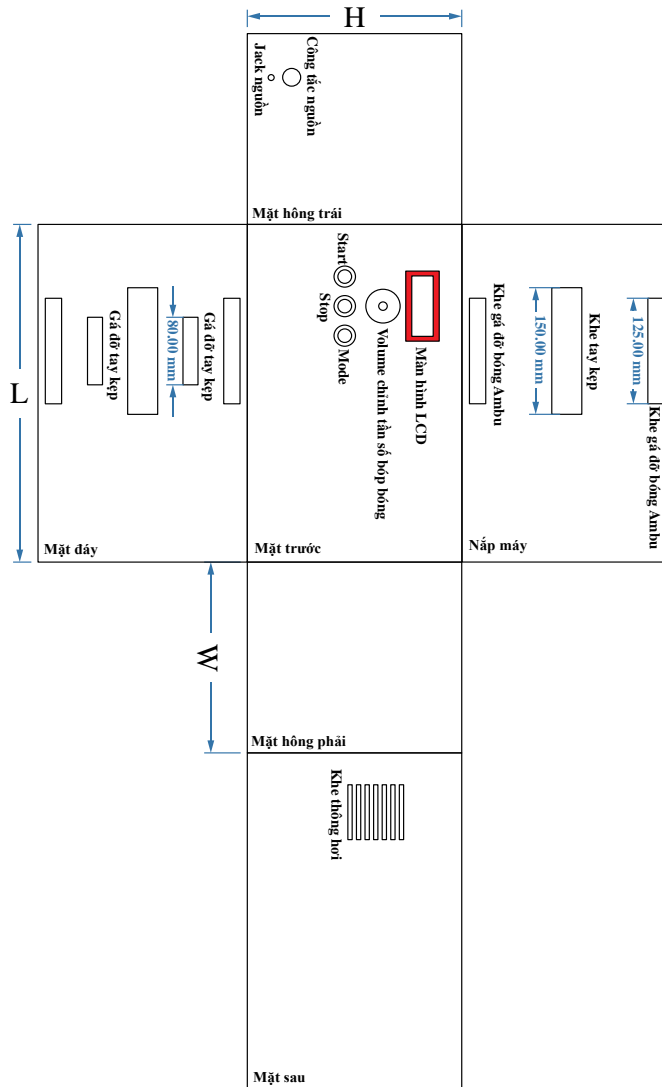 H
Công tắc nguồn
Jack nguồn
Mặt hông trái
Start
Stop
Mode
Volume chỉnh tần số bóp bóng
Màn hình LCD
Mặt trước
L
Gá đỡ tay kẹp
80.00 mm
Gá đỡ tay kẹp
Mặt đáy
Khe gá đỡ bóng Ambu
150.00 mm
Khe tay kẹp
125.00 mm
Khe gá đỡ bóng Ambu
Nắp máy
W
Mặt hông phải
Khe thông hơi
Mặt sau